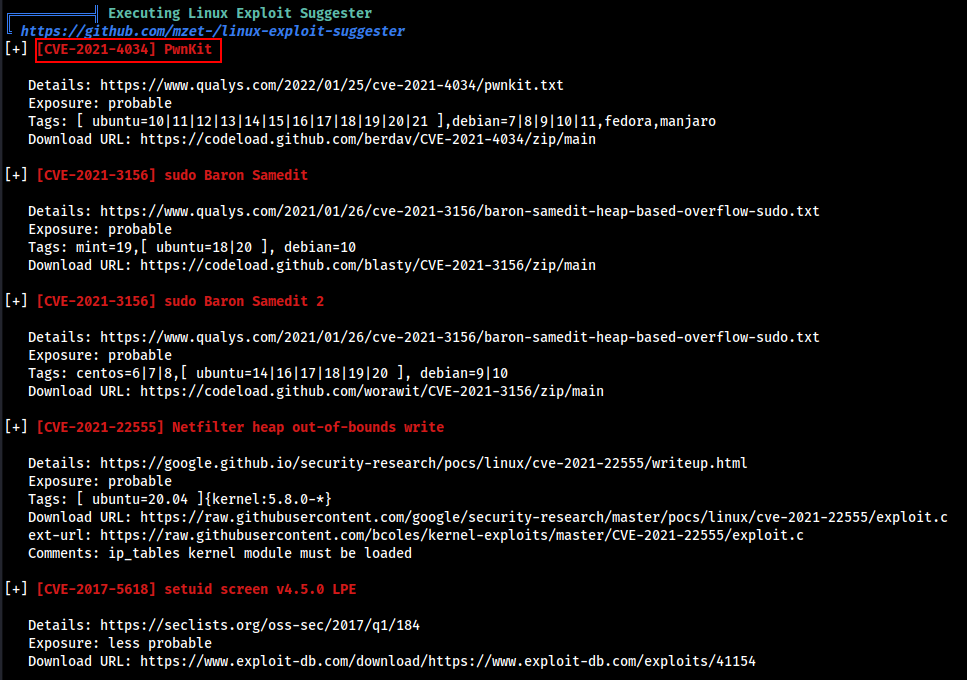 Executing Linux Exploit Suggester
https://github.com/mzet-/linux-exploit-suggester
[+] [CVE-2021-4034] PwnKit
Details: https://www.qualys.com/2022/01/25/cve-2021-4034/pwnkit.txt
Exposure: probable
Tags: [ ubuntu=10|11|12|13|14|15|16|17|18|19|20|21 ],debian=7|8|9|10|11,fedora,manjaro
Download URL: https://codeload.github.com/berdav/CVE-2021-4034/zip/main
[+] [CVE-2021-3156] sudo Baron Samedit
Details: https://www.qualys.com/2021/01/26/cve-2021-3156/baron-samedit-heap-based-overflow-sudo.txt
Exposure: probable
Tags: mint=19,[ ubuntu=18|20 ], debian=10
Download URL: https://codeload.github.com/blasty/CVE-2021-3156/zip/main
[+] [CVE-2021-3156] sudo Baron Samedit 2
Details: https://www.qualys.com/2021/01/26/cve-2021-3156/baron-samedit-heap-based-overflow-sudo.txt
Exposure: probable
Tags: centos=6|7|8,[ ubuntu=14|16|17|18|19|20 ], debian=9|10
Download URL: https://codeload.github.com/worawit/CVE-2021-3156/zip/main
[+] [CVE-2021-22555] Netfilter heap out-of-bounds write
Details: https://google.github.io/security-research/pocs/linux/cve-2021-22555/writeup.html
Exposure: probable
Tags: [ ubuntu=20.04 ]{kernel:5.8.0-*}
Download URL: https://raw.githubusercontent.com/google/security-research/master/pocs/linux/cve-2021-22555/exploit.c
ext-url: https://raw.githubusercontent.com/bcoles/kernel-exploits/master/CVE-2021-22555/exploit.c
Comments: ip_tables kernel module must be loaded
[+] [CVE-2017-5618] setuid screen v4.5.0 LPE
Details: https://seclists.org/oss-sec/2017/q1/184
Exposure: less probable
Download URL: https://www.exploit-db.com/download/https://www.exploit-db.com/exploits/41154